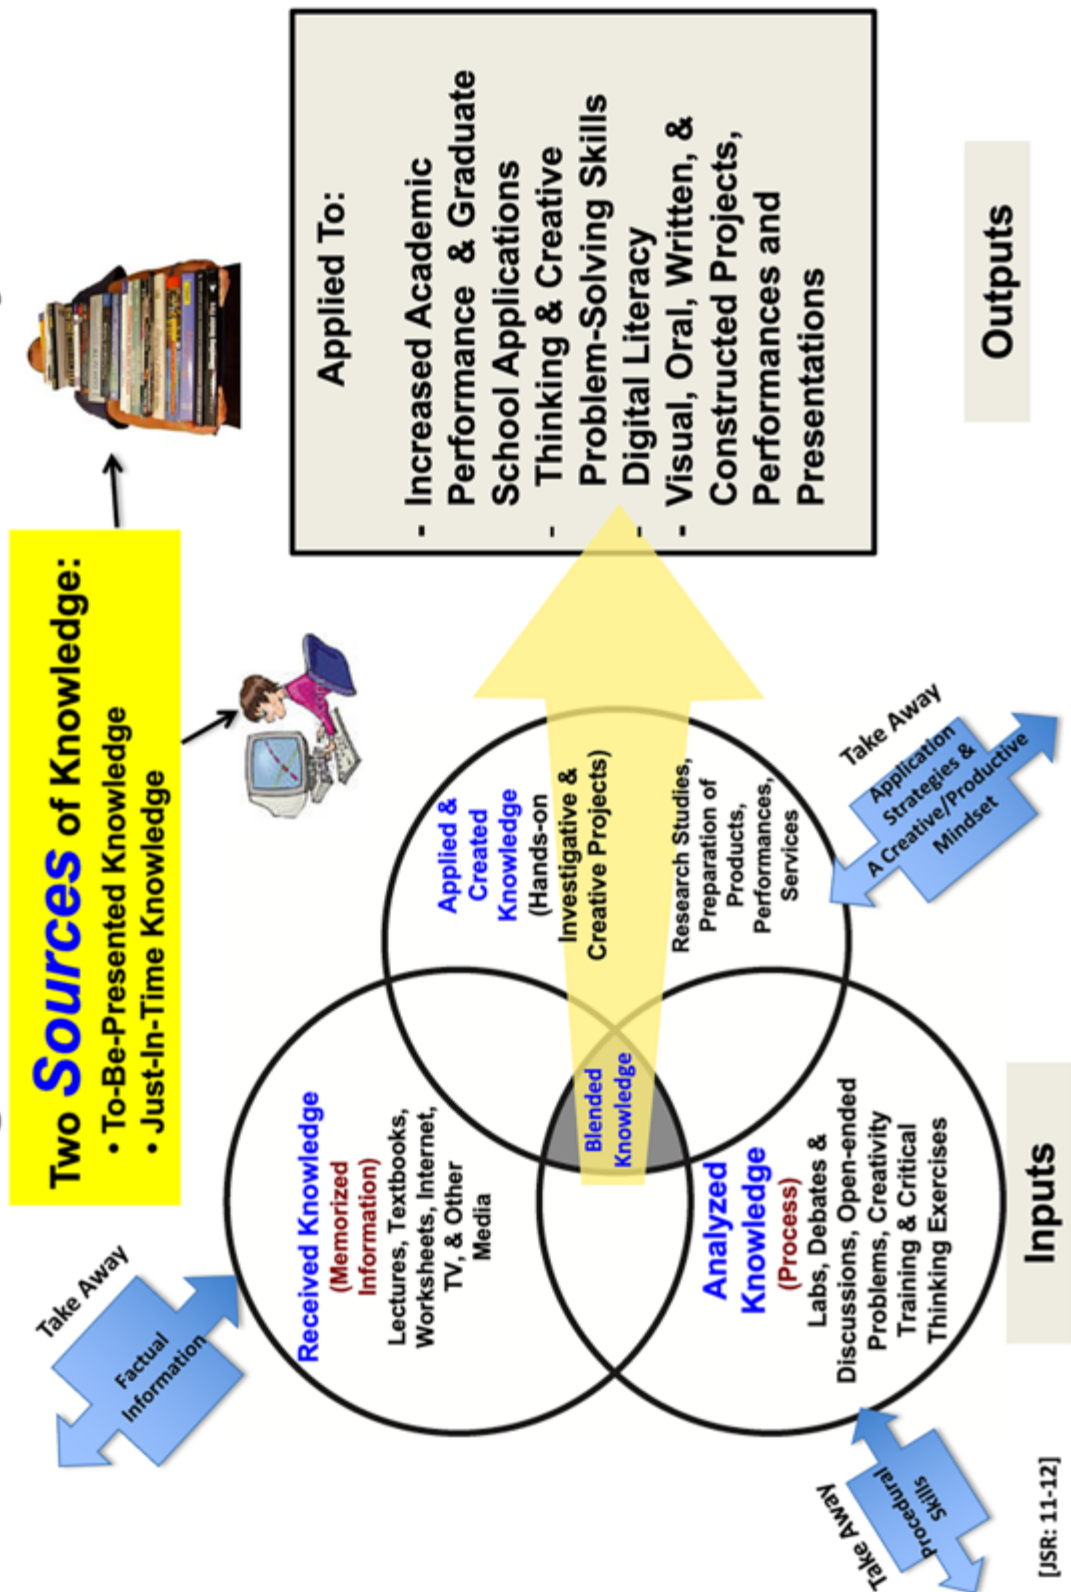 Two Sources of Knowledge:
• To-Be-Presented Knowledge
• Just-In-Time Knowledge
Take Away
Factual
Information
Received Knowledge
(Memorized
Information)
Lectures, Textbooks,
Worksheets, Internet,
TV, & Other
Media
Applied &
Created
Knowledge
(Hands-on
Investigative &
Creative Projects)
Research Studies,
Preparation of
Products,
Performances,
Services
Blended
Knowledge
Analyzed
Knowledge
(Process)
Labs, Debates &
Discussions, Open-ended
Problems, Creativity
Training & Critical
Thinking Exercises
Take Away
Procedural
Skills
Take Away
Application
Strategies &
A Creative/Productive
Mindset
Applied To:
- Increased Academic
Performance & Graduate
School Applications
- Thinking & Creative
Problem-Solving Skills
- Digital Literacy
- Visual, Oral, Written, &
Constructed Projects,
Performances and
Presentations
Inputs
Outputs
[JSR: 11-12]